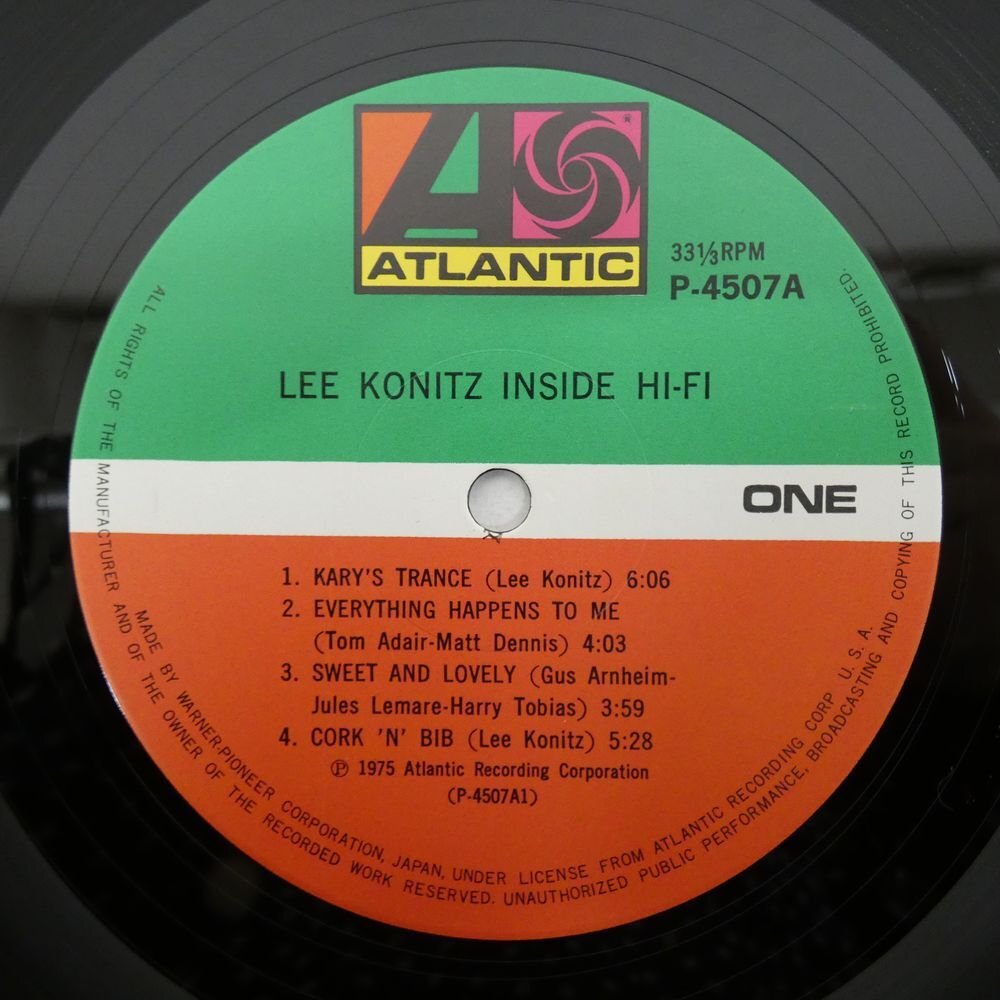 ®
ATLANTIC
33 1/3 RPM
P-4507A
LEE KONITZ INSIDE HI-FI
ONE
1. KARY'S TRANCE (Lee Konitz) 6:06
2. EVERYTHING HAPPENS TO ME
(Tom Adair-Matt Dennis) 4:03
3. SWEET AND LOVELY (Gus Arnheim-
Jules Lemare-Harry Tobias) 3:59
4. CORK 'N' BIB (Lee Konitz) 5:28
℗ 1975 Atlantic Recording Corporation
(P-4507A1)
MADE BY WARNER-PIONEER CORPORATION, JAPAN, UNDER LICENSE FROM ATLANTIC RECORDING CORP. U.S.A.
ALL RIGHTS OF THE MANUFACTURER AND OF THE OWNER OF THE RECORDED WORK RESERVED. UNAUTHORIZED PUBLIC PERFORMANCE, BROADCASTING AND COPYING OF THIS RECORD PROHIBITED.